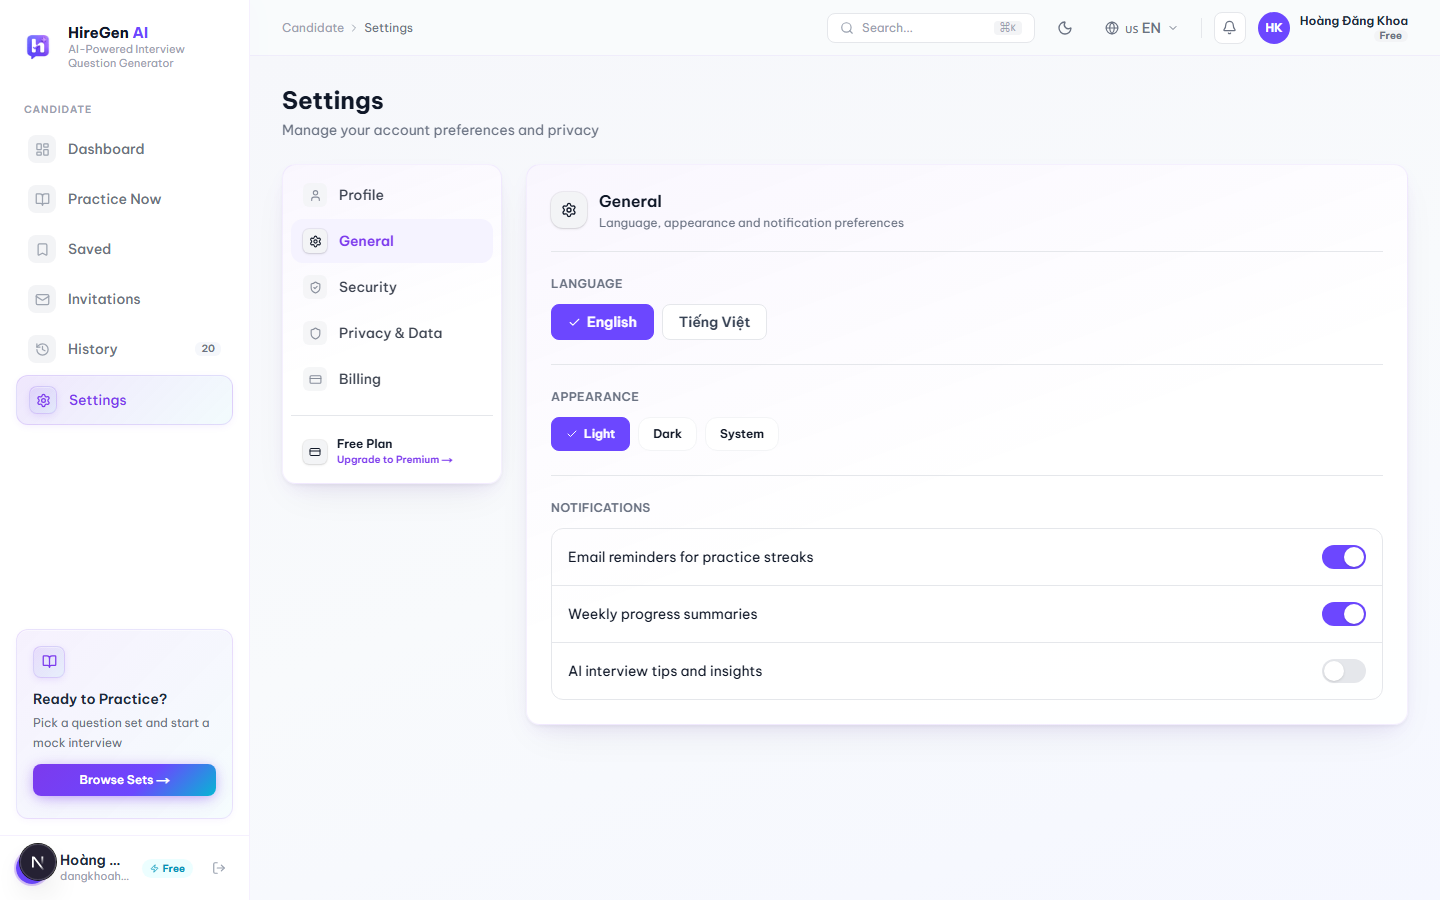 HireGen AI
AI-Powered Interview
Question Generator
CANDIDATE
Dashboard
Practice Now
Saved
Invitations
History 20
Settings
Ready to Practice?
Pick a question set and start a
mock interview
Browse Sets →
N
Hoàng ...
dangkhoah...
Free
Candidate > Settings
Search...
⌘K
US EN
HK
Hoàng Đăng Khoa
Free
Settings
Manage your account preferences and privacy
Profile
General
Security
Privacy & Data
Billing
Free Plan
Upgrade to Premium →
General
Language, appearance and notification preferences
LANGUAGE
English
Tiếng Việt
APPEARANCE
Light
Dark
System
NOTIFICATIONS
Email reminders for practice streaks
Weekly progress summaries
AI interview tips and insights